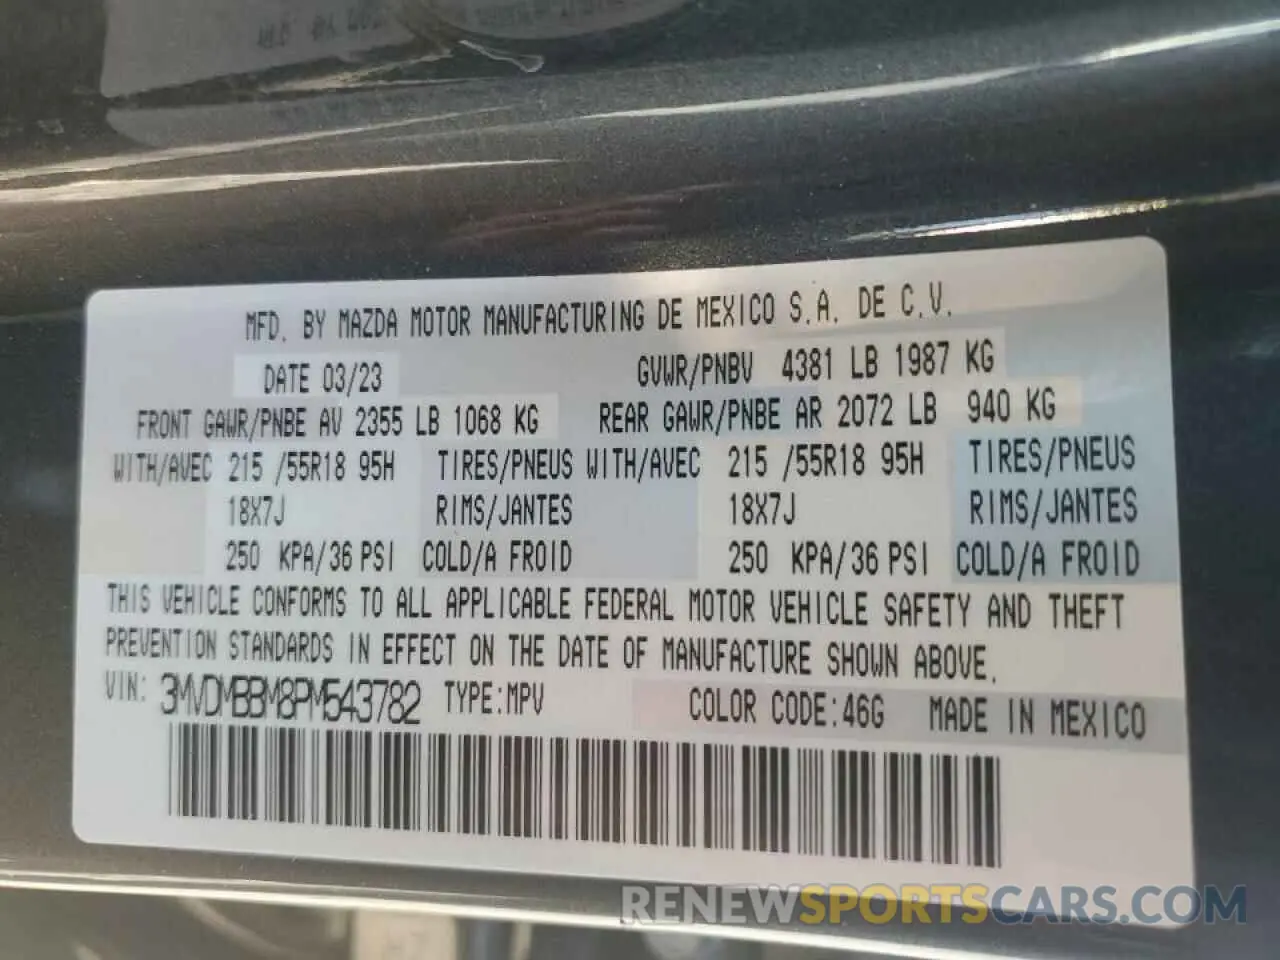 MFD. BY MAZDA MOTOR MANUFACTURING DE MEXICO S.A. DE C.V.
DATE 03/23 GVWR/PNBV 4381 LB 1987 KG
FRONT GAWR/PNBE AV 2355 LB 1068 KG REAR GAWR/PNBE AR 2072 LB 940 KG
WITH/AVEC 215 /55R18 95H TIRES/PNEUS WITH/AVEC 215 /55R18 95H TIRES/PNEUS
18X7J RIMS/JANTES 18X7J RIMS/JANTES
250 KPA/36 PSI COLD/A FROID 250 KPA/36 PSI COLD/A FROID
THIS VEHICLE CONFORMS TO ALL APPLICABLE FEDERAL MOTOR VEHICLE SAFETY AND THEFT
PREVENTION STANDARDS IN EFFECT ON THE DATE OF MANUFACTURE SHOWN ABOVE.
VIN: 3MVDMBBM8PM543782 TYPE:MPV COLOR CODE:46G MADE IN MEXICO
RENEWSPORTSCARS.COM